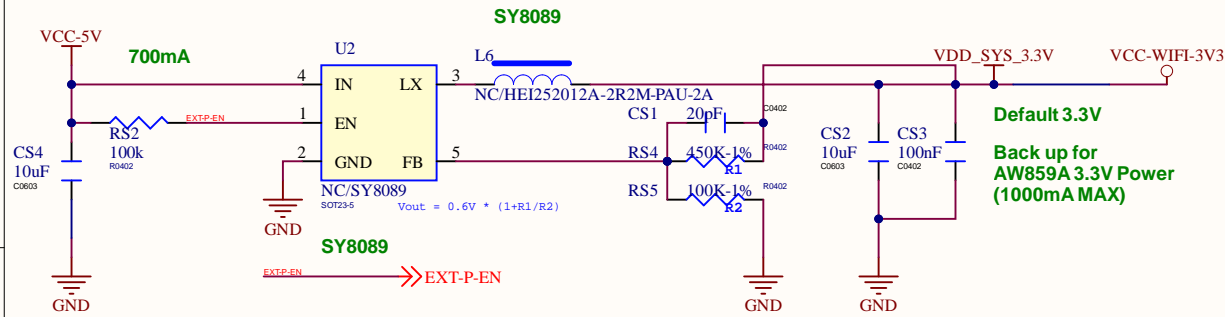 SY8089
VCC-5V
700mA
U2
L6
VDD_SYS_3.3V
VCC-WIFI-3V3
4
IN
LX
3
NC/HEI252012A-2R2M-PAU-2A
1
EN
EXT-P-EN
RS2
100k
R0402
CS1
20pF
C0402
Default 3.3V
CS4
10uF
C0603
2
GND
FB
5
RS4
450K-1%
R0402
R1
CS2
10uF
C0603
CS3
100nF
C0402
Back up for
AW859A 3.3V Power
(1000mA MAX)
NC/SY8089
SOT23-5
Vout = 0.6V * (1+R1/R2)
RS5
100K-1%
R0402
R2
GND
SY8089
EXT-P-EN
EXT-P-EN
GND
GND
GND